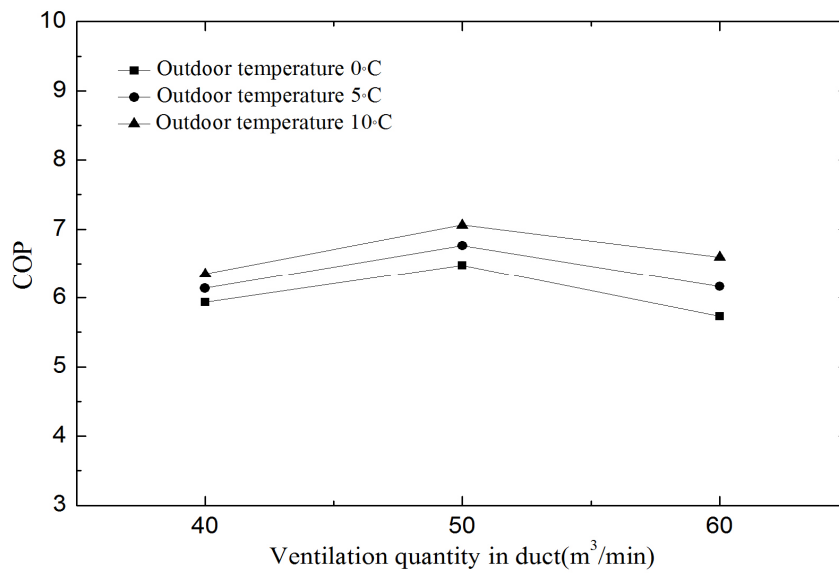 10
9
8
7
6
5
4
3
COP
Outdoor temperature 0°C
Outdoor temperature 5°C
Outdoor temperature 10°C
40 50 60
Ventilation quantity in duct(m³/min)